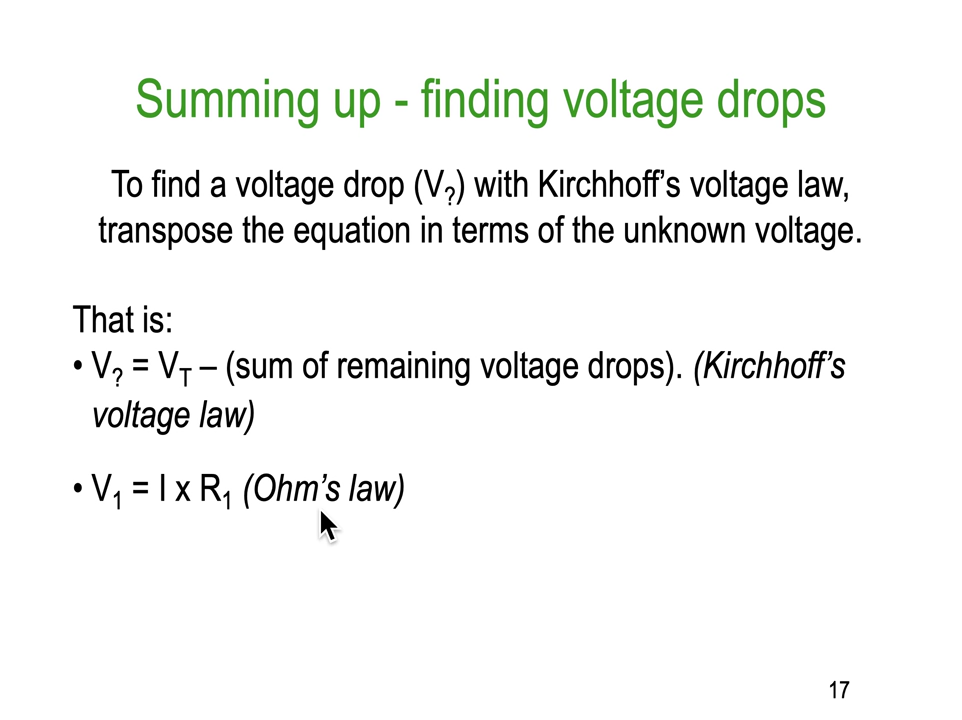 Summing up - finding voltage drops
To find a voltage drop (V?) with Kirchhoff’s voltage law,
transpose the equation in terms of the unknown voltage.
That is:
• V? = VT – (sum of remaining voltage drops). (Kirchhoff’s
voltage law)
• V1 = I x R1 (Ohm’s law)
17